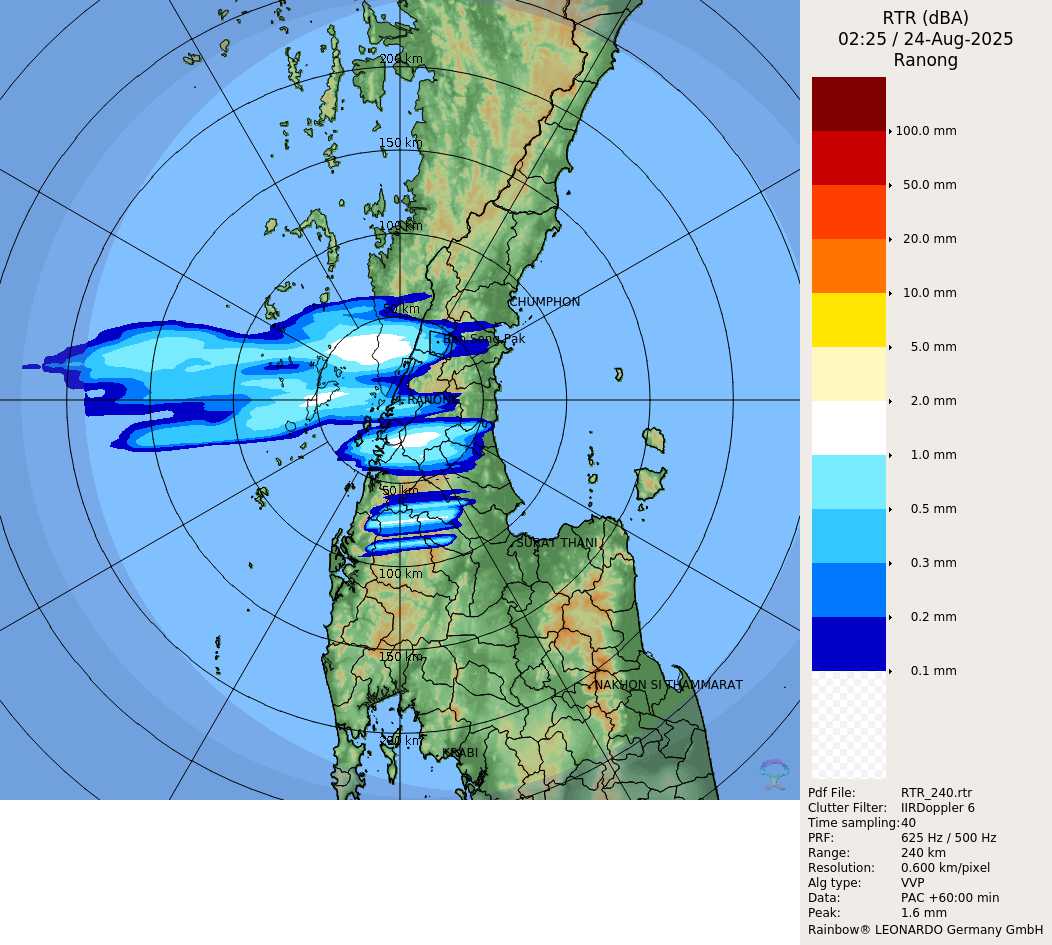 RTR (dBA)
02:25 / 24-Aug-2025
Ranong
200 km
150 km
100 km
50 km
CHUMPHON
Ban Song Pak
RANONG
50 km
SURAT THANI
100 km
150 km
NAKHON SI THAMMARAT
200 km
KRABI
100.0 mm
50.0 mm
20.0 mm
10.0 mm
5.0 mm
2.0 mm
1.0 mm
0.5 mm
0.3 mm
0.2 mm
0.1 mm
Pdf File: RTR_240.rtr
Clutter Filter: IIRDoppler 6
Time sampling:40
PRF: 625 Hz / 500 Hz
Range: 240 km
Resolution: 0.600 km/pixel
Alg type: VVP
Data: PAC +60:00 min
Peak: 1.6 mm
Rainbow® LEONARDO Germany GmbH